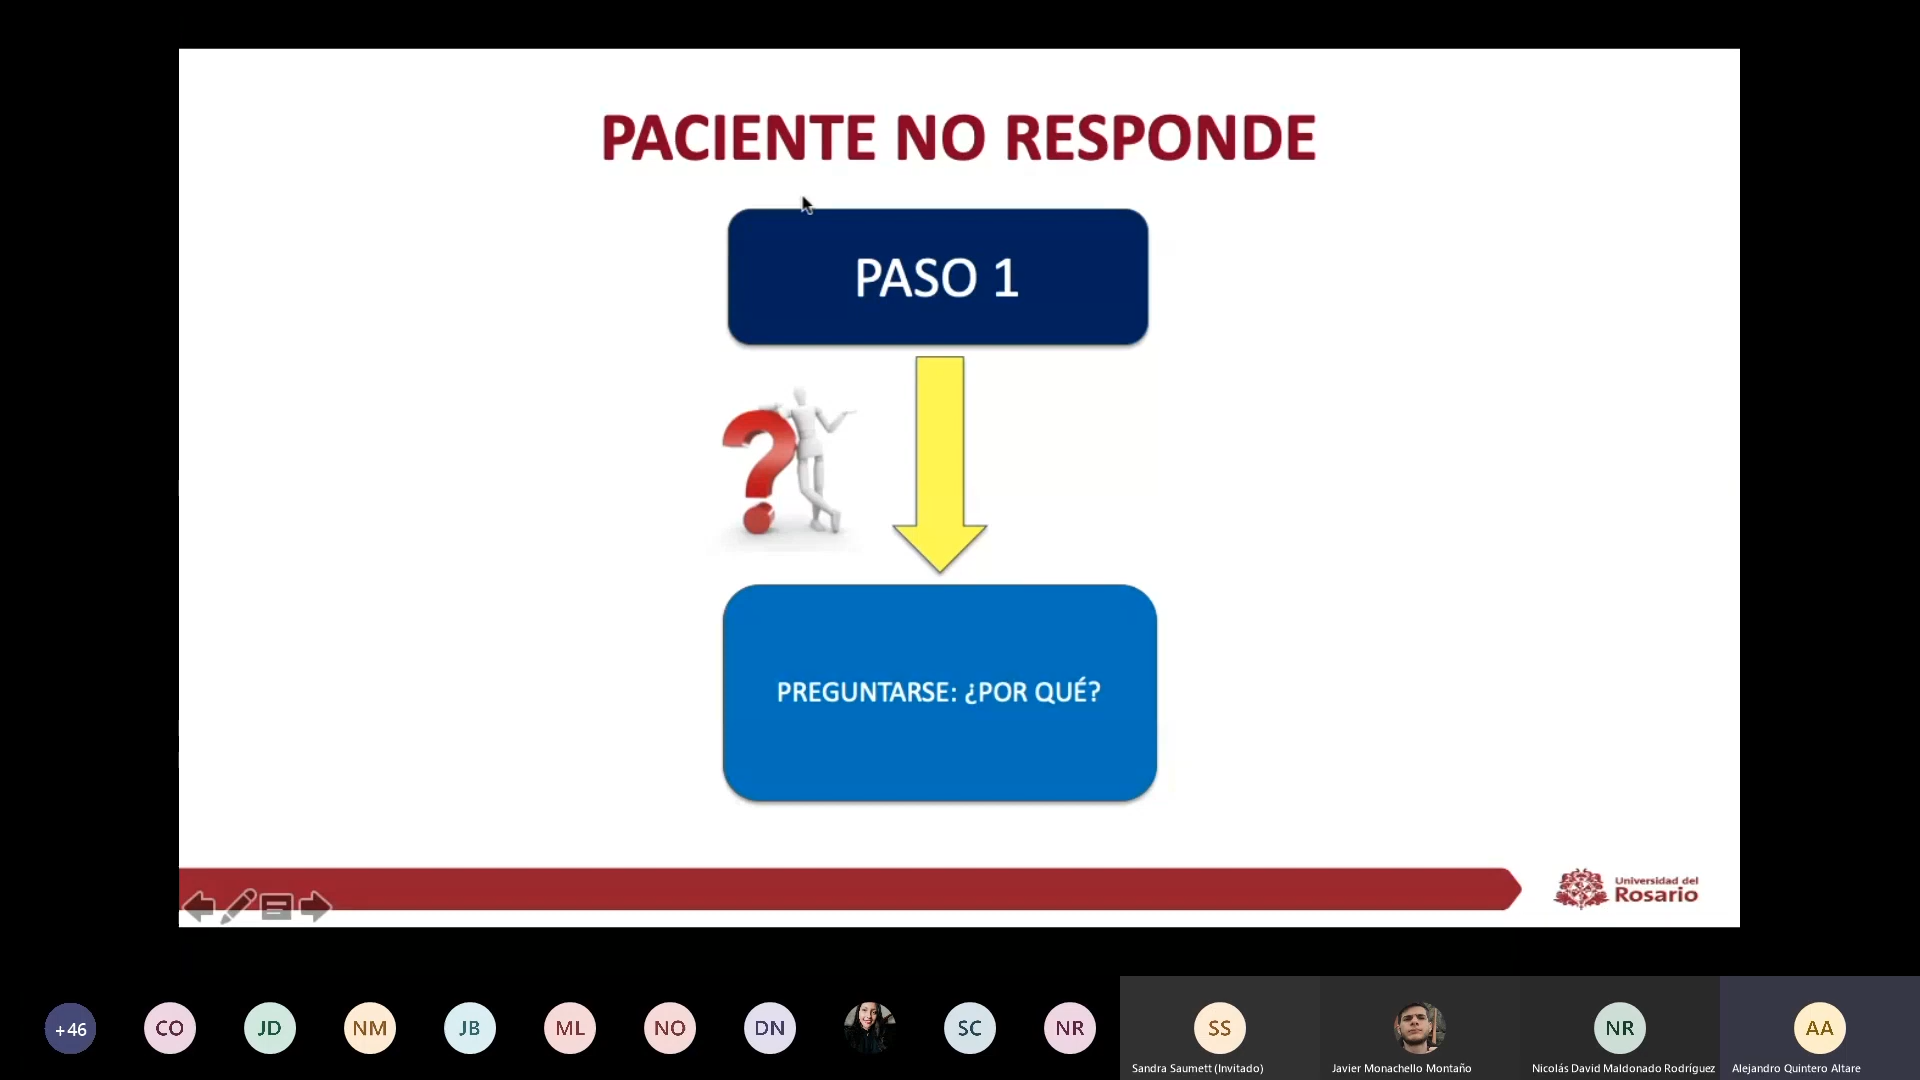 PACIENTE NO RESPONDE
PASO 1
?
PREGUNTARSE: ¿POR QUÉ?
Universidad del
Rosario
+46
CO
JD
NM
JB
ML
NO
DN
SC
NR
SS
NR
AA
Sandra Saumett (Invitado)
Javier Monachello Montaño
Nicolás David Maldonado Rodríguez
Alejandro Quintero Altare